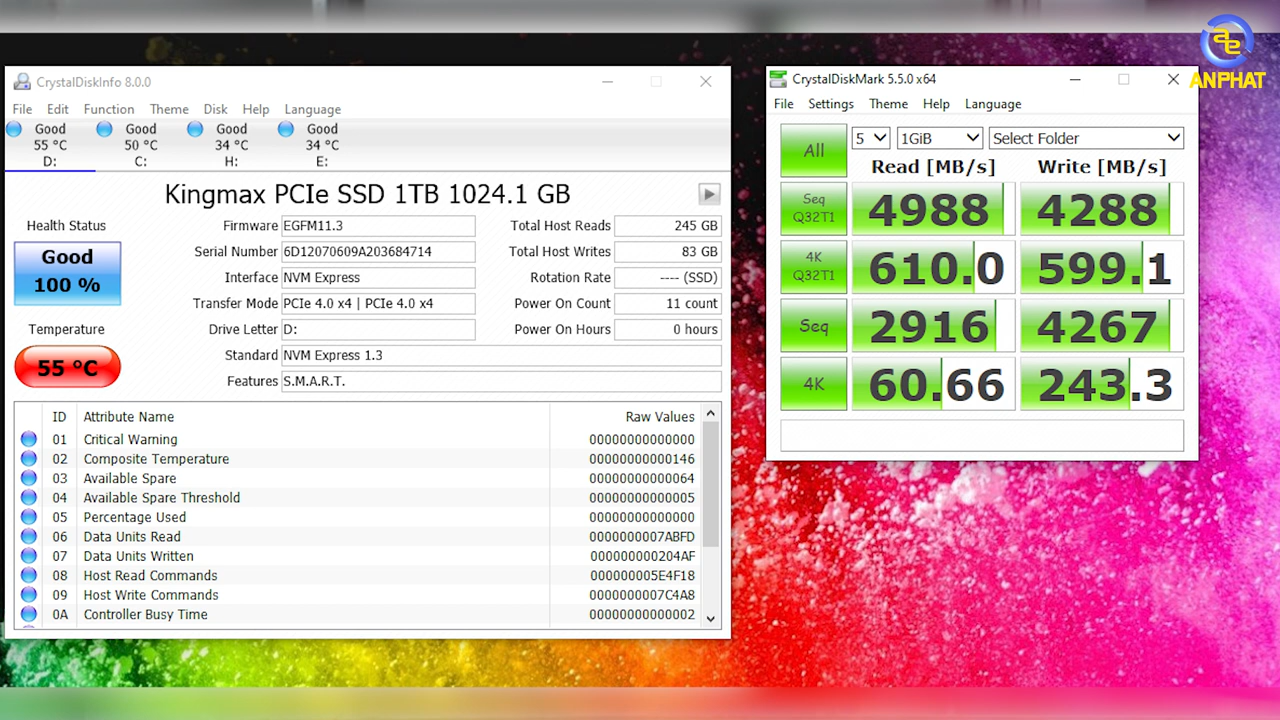 CrystalDiskInfo 8.0.0
File Edit Function Theme Disk Help Language
Good Good Good Good
55 °C 50 °C 34 °C 34 °C
D: C: H: E:
Kingmax PCIe SSD 1TB 1024.1 GB
Health Status
Good
100 %
Temperature
55 °C
Firmware EGFM11.3
Serial Number 6D12070609A203684714
Interface NVM Express
Transfer Mode PCIe 4.0 x4 | PCIe 4.0 x4
Drive Letter D:
Standard NVM Express 1.3
Features S.M.A.R.T.
Total Host Reads 245 GB
Total Host Writes 83 GB
Rotation Rate ---- (SSD)
Power On Count 11 count
Power On Hours 0 hours
ID Attribute Name Raw Values
01 Critical Warning 00000000000000
02 Composite Temperature 00000000000146
03 Available Spare 00000000000064
04 Available Spare Threshold 00000000000005
05 Percentage Used 00000000000000
06 Data Units Read 0000000007ABFD
07 Data Units Written 000000000204AF
08 Host Read Commands 000000005E4F18
09 Host Write Commands 0000000007C4A8
0A Controller Busy Time 00000000000002
CrystalDiskMark 5.5.0 x64
File Settings Theme Help Language
All 5 1GiB Select Folder
Read [MB/s] Write [MB/s]
Seq
Q32T1 4988 4288
4K
Q32T1 610.0 599.1
Seq 2916 4267
4K 60.66 243.3
ae
ANPHAT